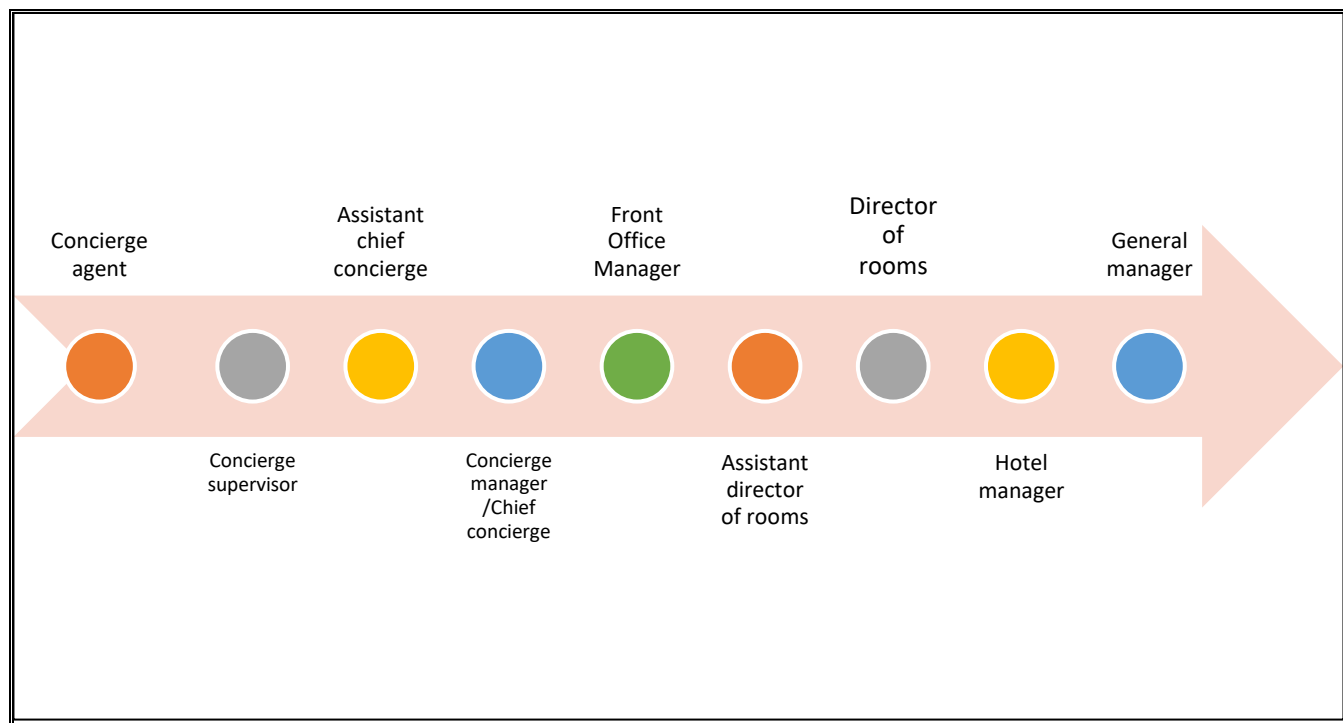 Concierge
agent
Concierge
supervisor
Assistant
chief
concierge
Concierge
manager
/Chief
concierge
Front
Office
Manager
Assistant
director
of rooms
Director
of
rooms
Hotel
manager
General
manager